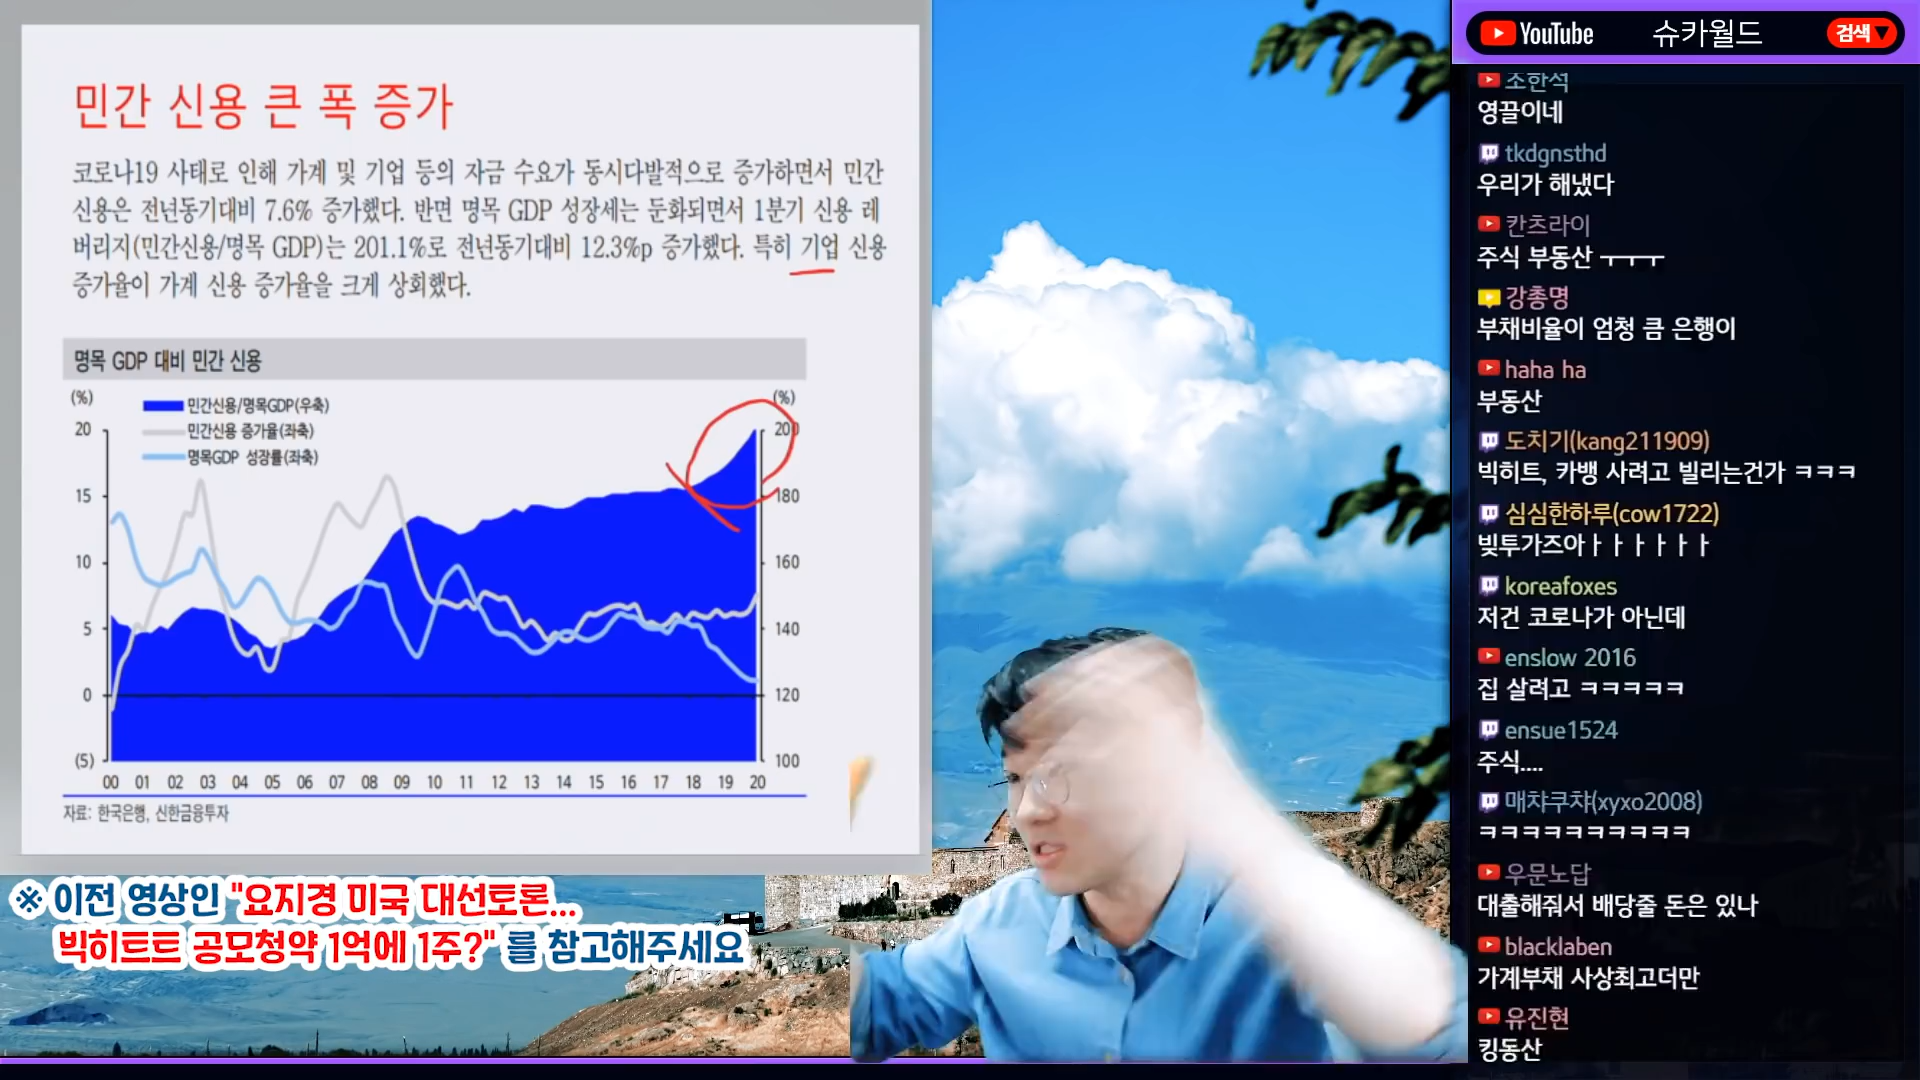 민간 신용 큰 폭 증가
코로나19 사태로 인해 가계 및 기업 등의 자금 수요가 동시다발적으로 증가하면서 민간
신용은 전년동기대비 7.6% 증가했다. 반면 명목 GDP 성장세는 둔화되면서 1분기 신용 레
버리지(민간신용/명목 GDP)는 201.1%로 전년동기대비 12.3%p 증가했다. 특히 기업 신용
증가율이 가계 신용 증가율을 크게 상회했다.
명목 GDP 대비 민간 신용
(%)
(%)
민간신용/명목GDP(우축)
민간신용 증가율(좌축)
명목GDP 성장률(좌축)
20
15
10
5
0
(5)
200
180
160
140
120
100
00 01 02 03 04 05 06 07 08 09 10 11 12 13 14 15 16 17 18 19 20
자료: 한국은행, 신한금융투자
※ 이전 영상인 "요지경 미국 대선토론...
빅히트트 공모청약 1억에 1주?" 를 참고해주세요
YouTube 슈카월드 검색▼
조한석
영끌이네
tkdgnsthd
우리가 해냈다
칸츠라이
주식 부동산 ㅜㅜㅜ
강총명
부채비율이 엄청 큼 은행이
haha ha
부동산
도치기(kang211909)
빅히트, 카뱅 사려고 빌리는건가 ㅋㅋㅋ
심심한하루(cow1722)
빚투가즈아ㅏㅏㅏㅏㅏㅏ
koreafoxes
저건 코로나가 아닌데
enslow 2016
집 살려고 ㅋㅋㅋㅋㅋ
ensue1524
주식....
매챠쿠챠(xyxo2008)
ㅋㅋㅋㅋㅋㅋㅋㅋㅋㅋ
우문노답
대출해줘서 배당줄 돈은 있나
blacklaben
가계부채 사상최고더만
유진현
킹동산